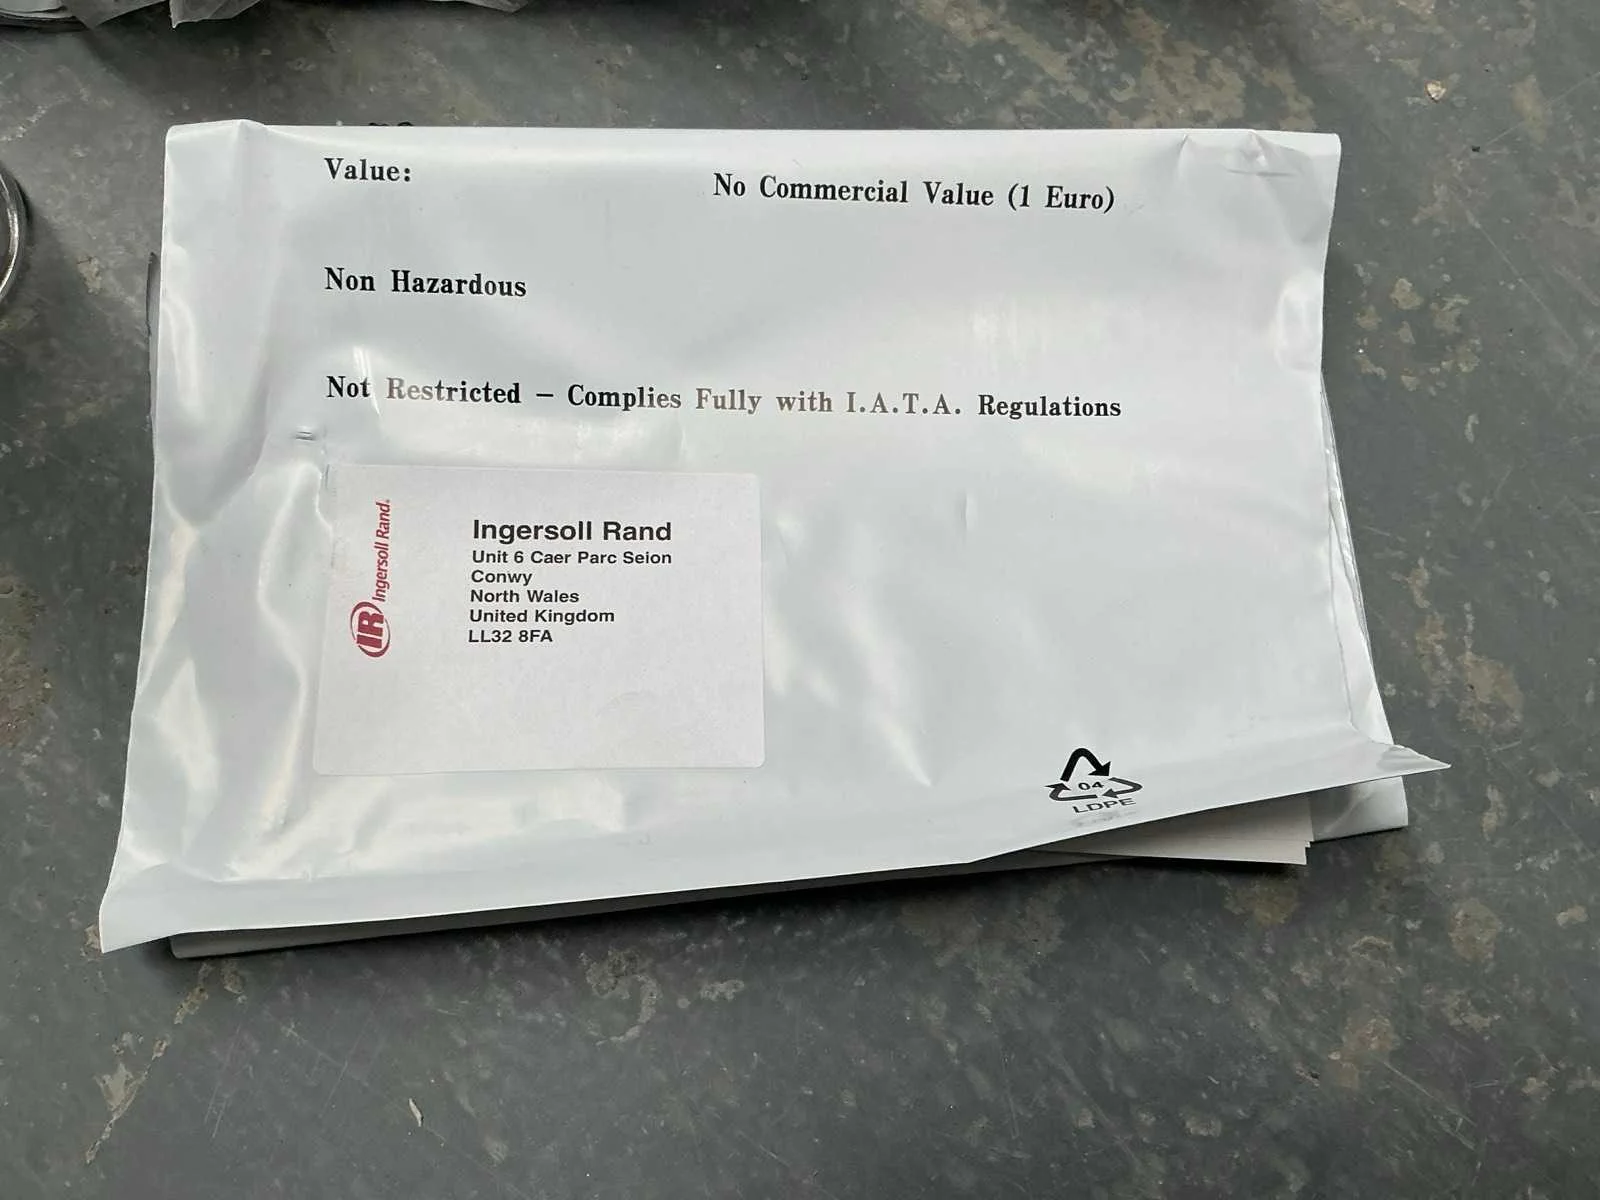 Value: No Commercial Value (1 Euro)
Non Hazardous
Not Restricted – Complies Fully with I.A.T.A. Regulations
IR Ingersoll Rand®
Ingersoll Rand
Unit 6 Caer Parc Seion
Conwy
North Wales
United Kingdom
LL32 8FA
04
LDPE